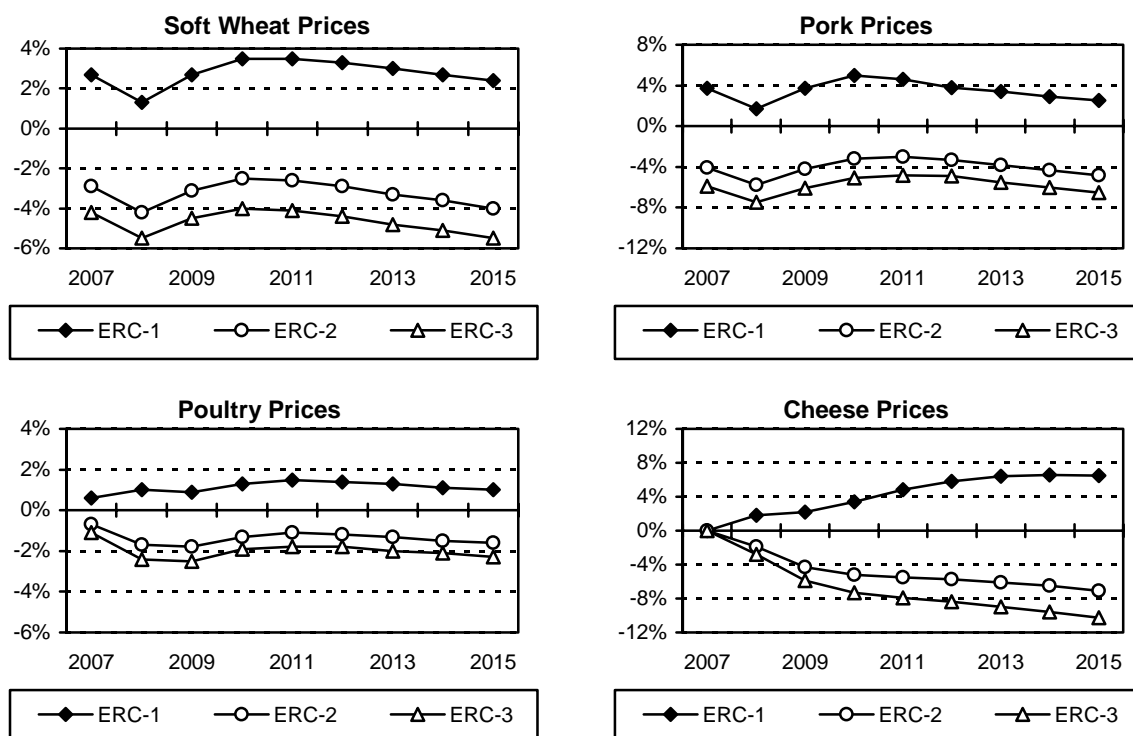 Soft Wheat Prices
4%
2%
0%
-2%
-4%
-6%
2007 2009 2011 2013 2015
ERC-1 ERC-2 ERC-3
Pork Prices
8%
4%
0%
-4%
-8%
-12%
2007 2009 2011 2013 2015
ERC-1 ERC-2 ERC-3
Poultry Prices
4%
2%
0%
-2%
-4%
-6%
2007 2009 2011 2013 2015
ERC-1 ERC-2 ERC-3
Cheese Prices
12%
8%
4%
0%
-4%
-8%
-12%
2007 2009 2011 2013 2015
ERC-1 ERC-2 ERC-3